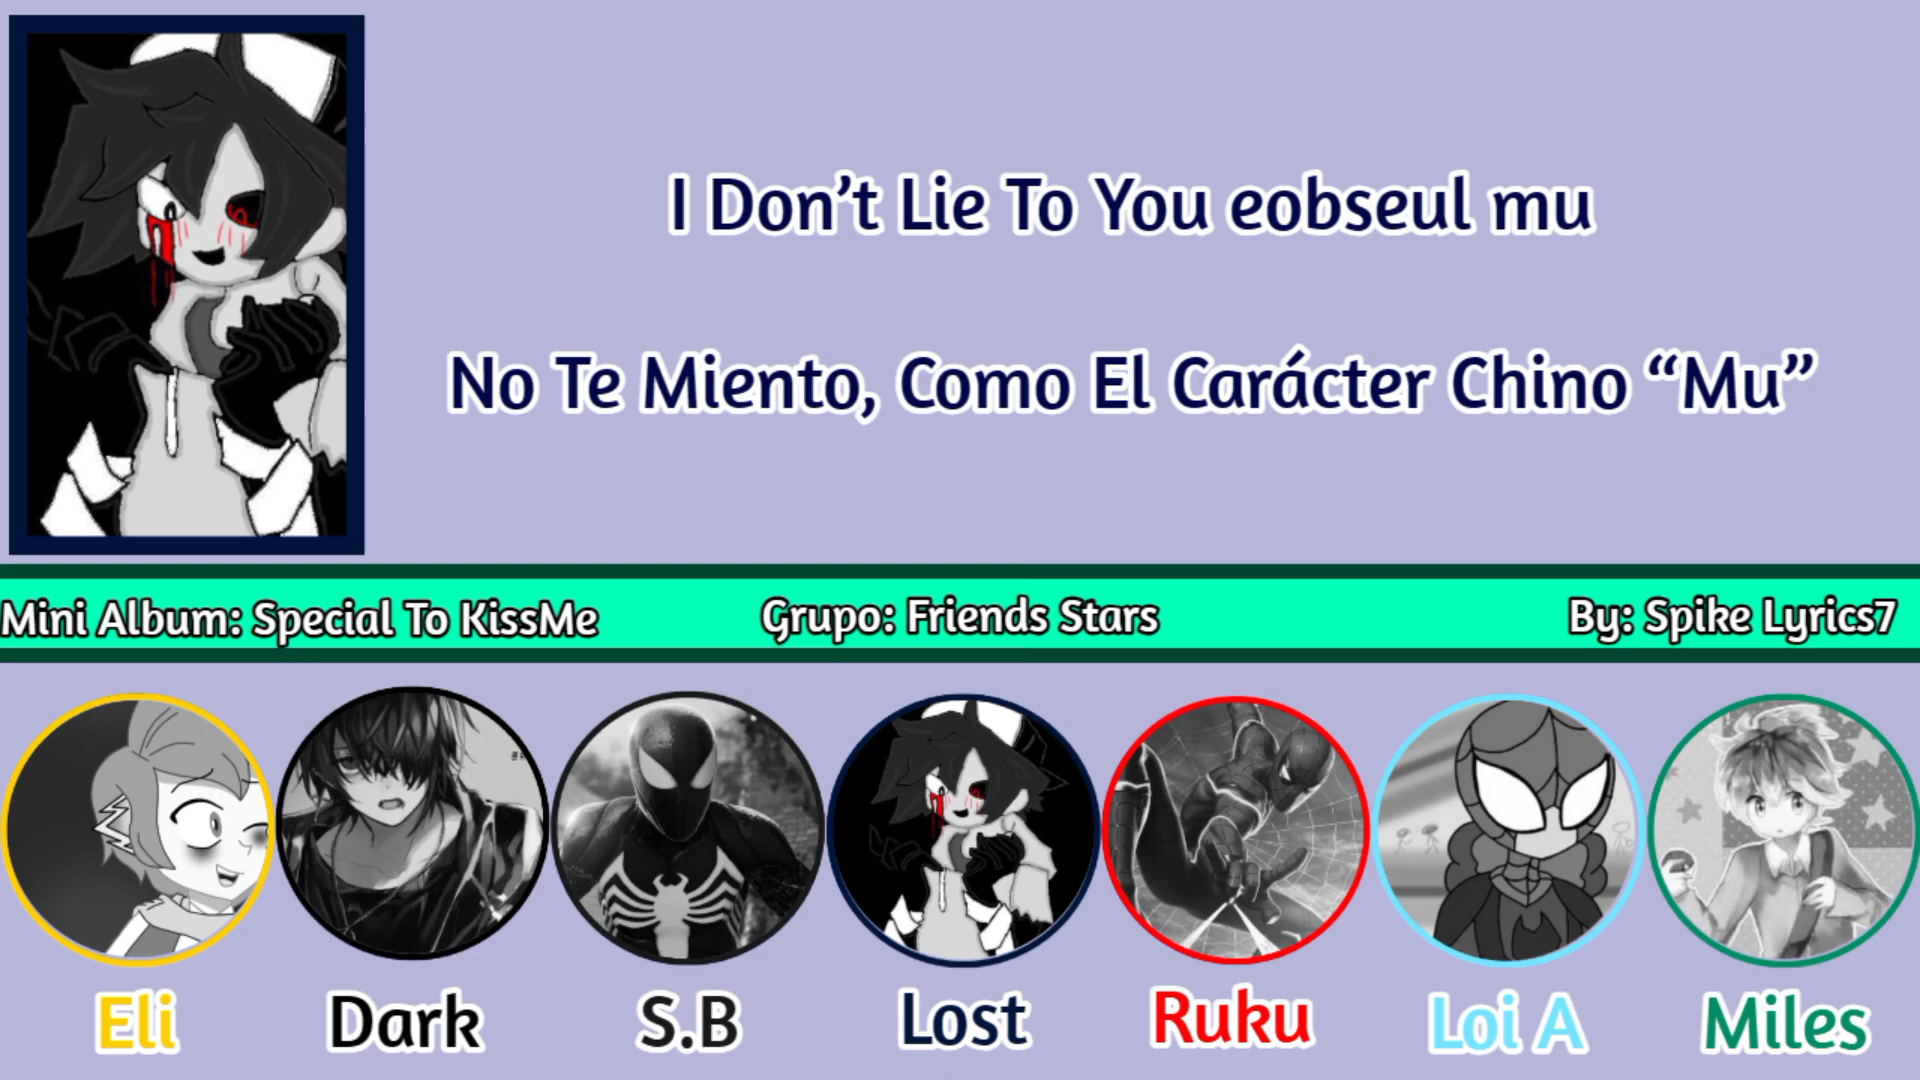 I Don’t Lie To You eobseul mu
No Te Miento, Como El Carácter Chino “Mu”
Mini Album: Special To KissMe
Grupo: Friends Stars
By: Spike Lyrics7
Eli
Dark
S.B
Lost
Ruku
Loi A
Miles